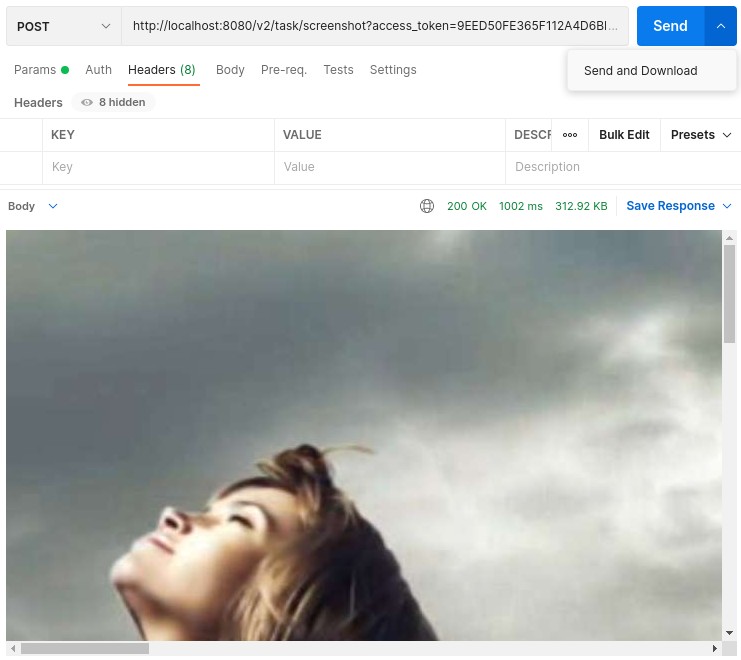 POST http://localhost:8080/v2/task/screenshot?access_token=9EED50FE365F112A4D6BI... Send
Params Auth Headers (8) Body Pre-req. Tests Settings
Send and Download
Headers 8 hidden
KEY VALUE DESCR ooo Bulk Edit Presets
Key Value Description
Body 200 OK 1002 ms 312.92 KB Save Response